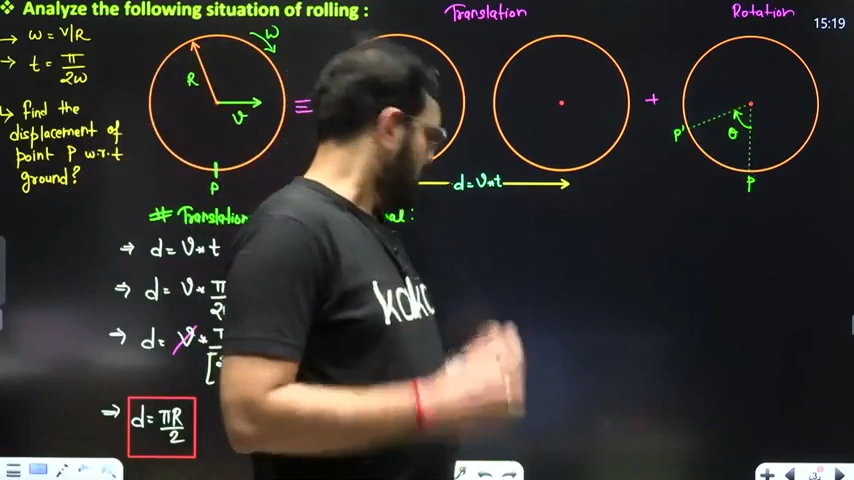 ❖ Analyze the following situation of rolling :
Translation
Rotation
15:19
→ ω = v/R
→ t = π/2ω
↳ find the
displacement of
point P w.r.t
ground?
ω
R
v
P
≡
d = v*t
+
θ
P'
P
# Translation
⇒ d = v*t
⇒ d = v*
⇒ d = v*
⇒ d = πR/2